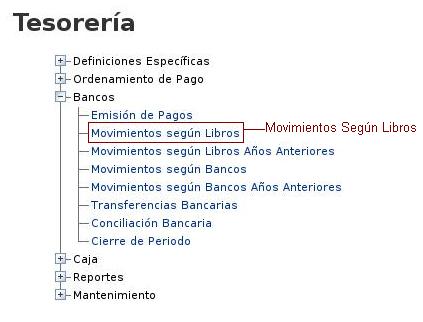 Tesorería
Definiciones Específicas
Ordenamiento de Pago
Bancos
Emisión de Pagos
Movimientos según Libros
Movimientos Según Libros
Movimientos según Libros Años Anteriores
Movimientos según Bancos
Movimientos según Bancos Años Anteriores
Transferencias Bancarias
Conciliación Bancaria
Cierre de Periodo
Caja
Reportes
Mantenimiento